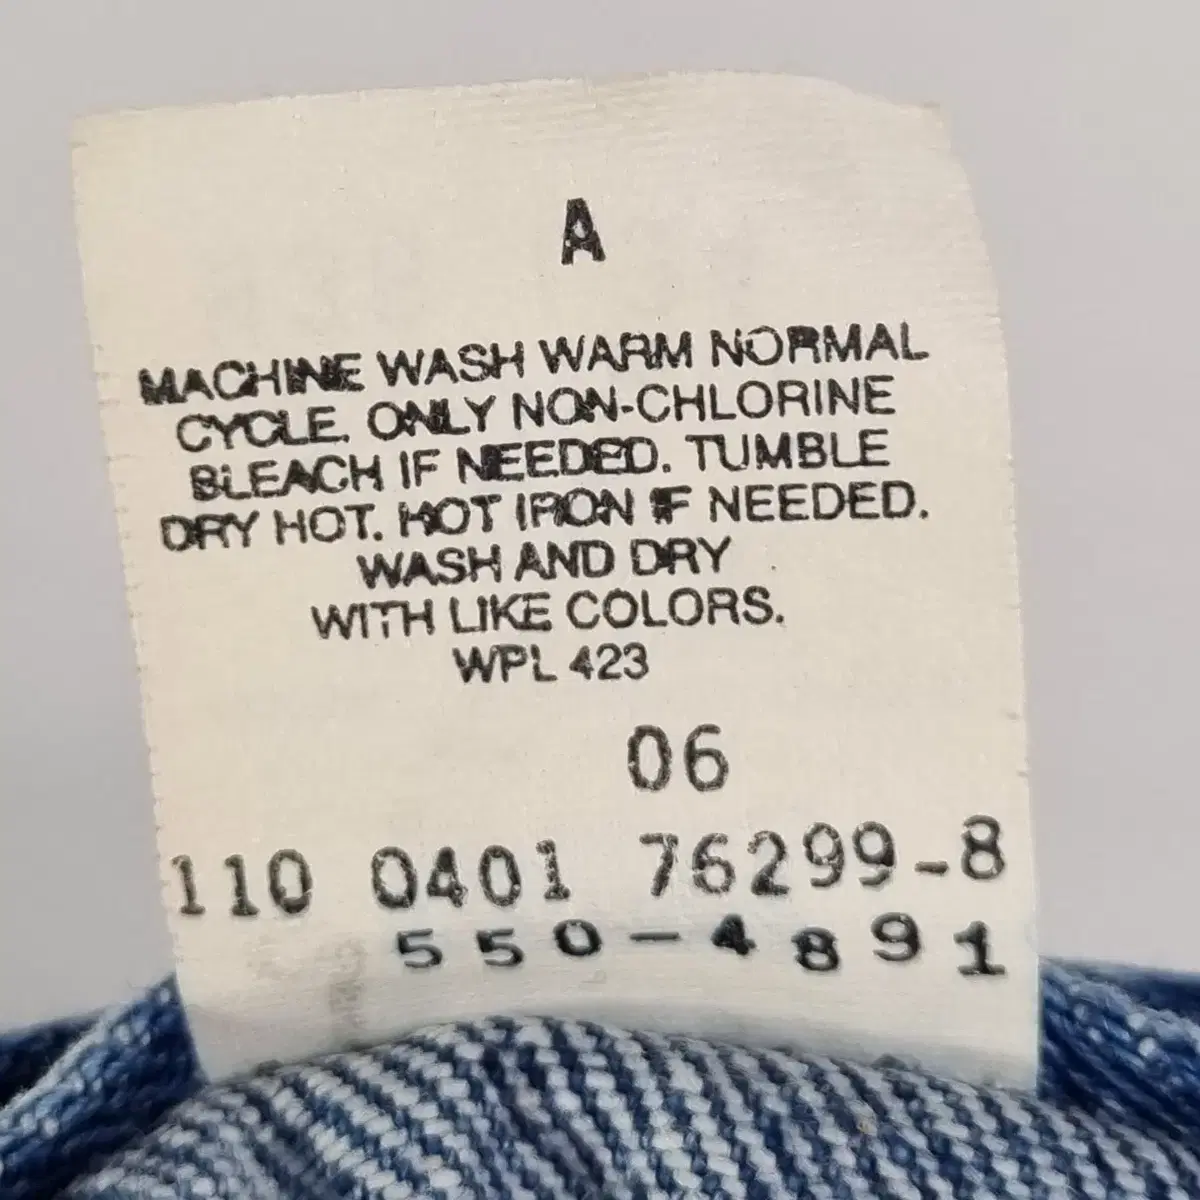 A
MACHINE WASH WARM NORMAL
CYCLE. ONLY NON-CHLORINE
BLEACH IF NEEDED. TUMBLE
DRY HOT. HOT IRON IF NEEDED.
WASH AND DRY
WITH LIKE COLORS.
WPL 423
06
110 0401 76299-8
550-4891